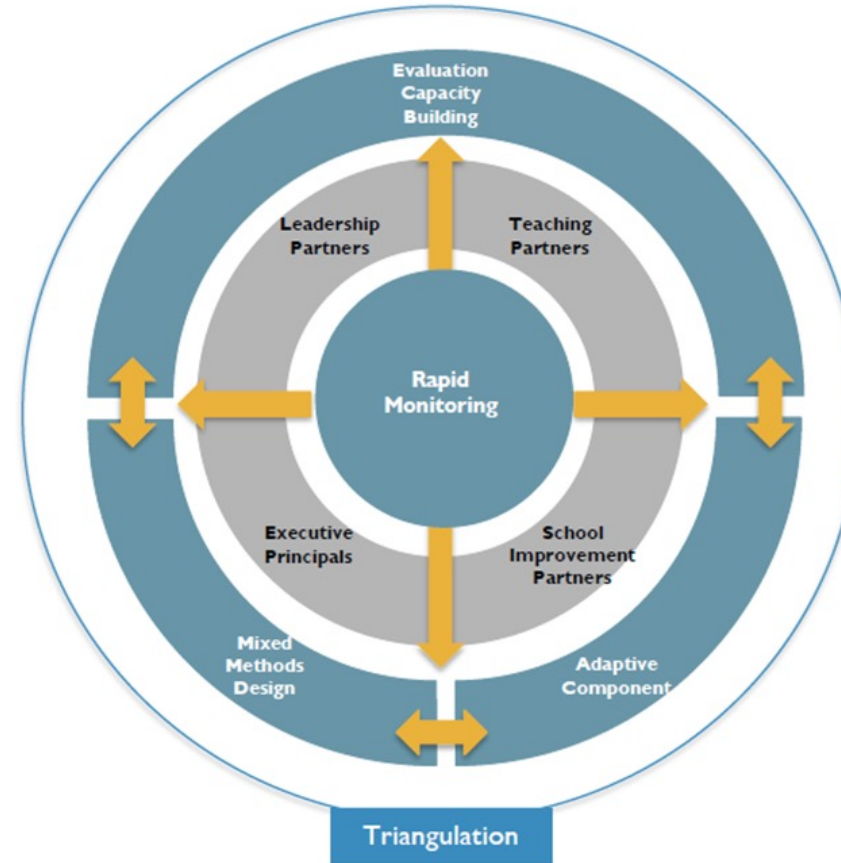 Evaluation
Capacity
Building
Leadership
Partners
Teaching
Partners
Rapid
Monitoring
Executive
Principals
School
Improvement
Partners
Mixed
Methods
Design
Adaptive
Component
Triangulation